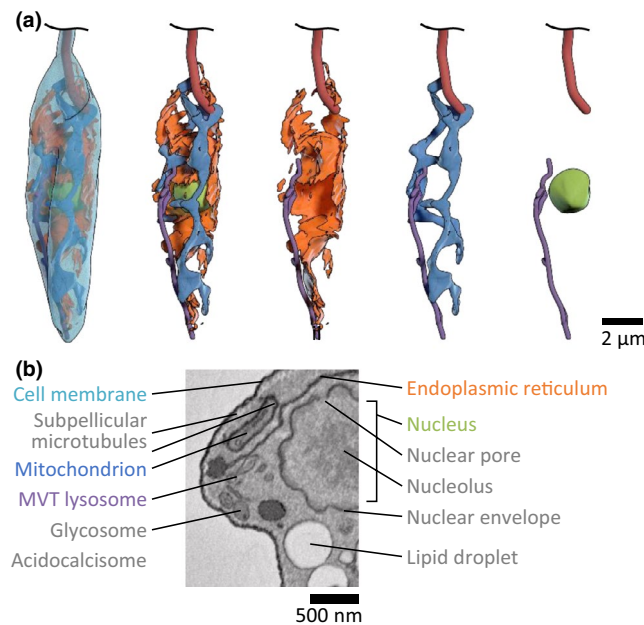 (a)
2 μm
(b)
Cell membrane
Subpellicular
microtubules
Mitochondrion
MVT lysosome
Glycosome
Acidocalcisome
Endoplasmic reticulum
Nucleus
Nuclear pore
Nucleolus
Nuclear envelope
Lipid droplet
500 nm